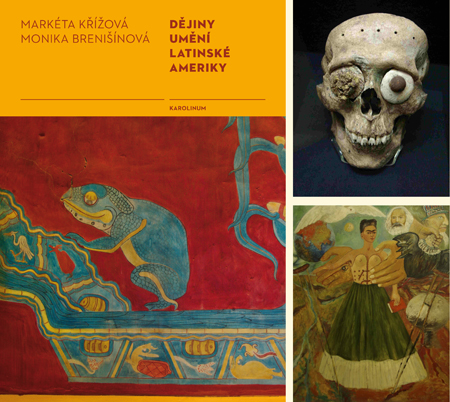 MARKÉTA KŘÍŽOVÁ
MONIKA BRENIŠÍNOVÁ
DĚJINY
UMĚNÍ
LATINSKÉ
AMERIKY
KAROLINUM